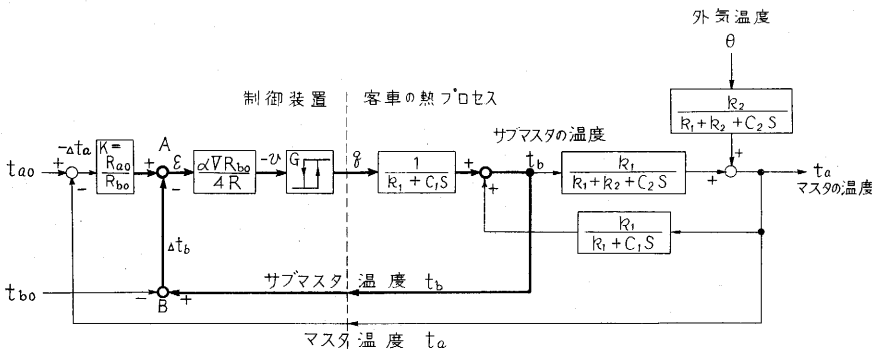 外気温度
θ
制御装置
客車の熱プロセス
k₂
k₁+k₂+C₂S
サブマスタの温度
-Δta
K=
Rao
Rbo
A
ε
α∇Rbo
4R
-υ
G
q
1
k₁+C₁S
tb
k₁
k₁+k₂+C₂S
ta
マスタの温度
tao
+
-
+
-
+
+
+
+
k₁
k₁+C₁S
Δtb
tbo
-
+
B
サブマスタ温度 tb
マスタ温度 ta